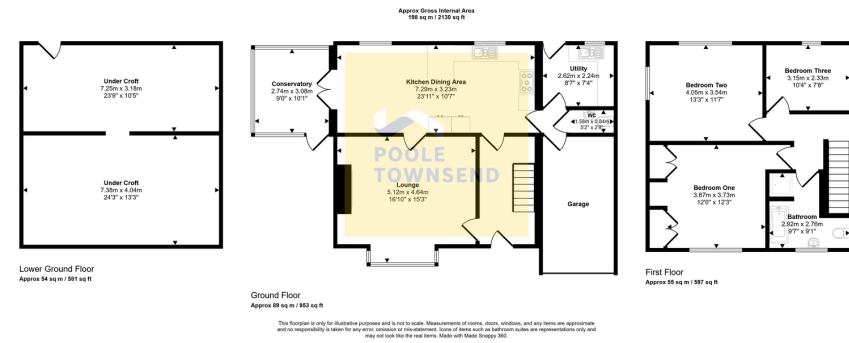 Approx Gross Internal Area
198 sq m / 2130 sq ft
Under Croft
7.25m x 3.18m
23'9" x 10'5"
Under Croft
7.38m x 4.04m
24'3" x 13'3"
Lower Ground Floor
Approx 54 sq m / 581 sq ft
Conservatory
2.74m x 3.08m
9'0" x 10'1"
Kitchen Dining Area
7.29m x 3.23m
23'11" x 10'7"
Utility
2.62m x 2.24m
8'7" x 7'4"
WC
1.56m x 0.84m
5'2" x 2'9"
POOLE
TOWNSEND
Lounge
5.12m x 4.64m
16'10" x 15'3"
Garage
Ground Floor
Approx 89 sq m / 953 sq ft
Bedroom Two
4.05m x 3.54m
13'3" x 11'7"
Bedroom Three
3.15m x 2.33m
10'4" x 7'8"
Bedroom One
3.67m x 3.73m
12'0" x 12'3"
Bathroom
2.92m x 2.76m
9'7" x 9'1"
First Floor
Approx 55 sq m / 597 sq ft
This floorplan is only for illustrative purposes and is not to scale. Measurements of rooms, doors, windows, and any items are approximate
and no responsibility is taken for any error, omission or mis-statement. Icons of items such as bathroom suites are representations only and
may not look like the real items. Made with Made Snappy 360.